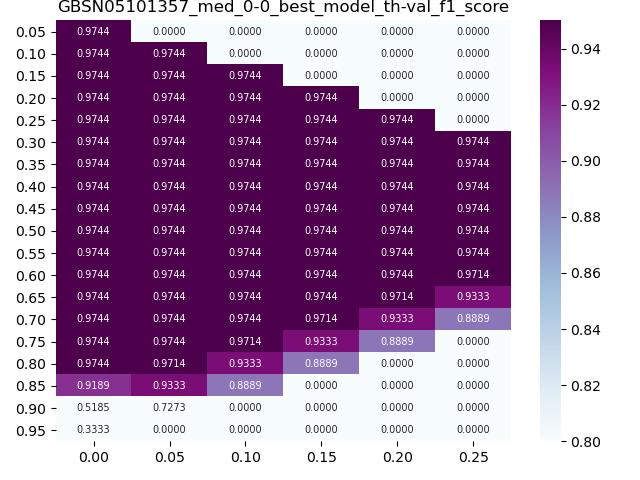 GBSN05101357_med_0-0_best_model_th-val_f1_score
0.05 0.9744 0.0000 0.0000 0.0000 0.0000 0.0000
0.10 0.9744 0.9744 0.0000 0.0000 0.0000 0.0000
0.15 0.9744 0.9744 0.9744 0.0000 0.0000 0.0000
0.20 0.9744 0.9744 0.9744 0.9744 0.0000 0.0000
0.25 0.9744 0.9744 0.9744 0.9744 0.9744 0.0000
0.30 0.9744 0.9744 0.9744 0.9744 0.9744 0.9744
0.35 0.9744 0.9744 0.9744 0.9744 0.9744 0.9744
0.40 0.9744 0.9744 0.9744 0.9744 0.9744 0.9744
0.45 0.9744 0.9744 0.9744 0.9744 0.9744 0.9744
0.50 0.9744 0.9744 0.9744 0.9744 0.9744 0.9744
0.55 0.9744 0.9744 0.9744 0.9744 0.9744 0.9744
0.60 0.9744 0.9744 0.9744 0.9744 0.9744 0.9714
0.65 0.9744 0.9744 0.9744 0.9744 0.9714 0.9333
0.70 0.9744 0.9744 0.9744 0.9714 0.9333 0.8889
0.75 0.9744 0.9744 0.9714 0.9333 0.8889 0.0000
0.80 0.9744 0.9714 0.9333 0.8889 0.0000 0.0000
0.85 0.9189 0.9333 0.8889 0.0000 0.0000 0.0000
0.90 0.5185 0.7273 0.0000 0.0000 0.0000 0.0000
0.95 0.3333 0.0000 0.0000 0.0000 0.0000 0.0000
0.00 0.05 0.10 0.15 0.20 0.25
0.94
0.92
0.90
0.88
0.86
0.84
0.82
0.80